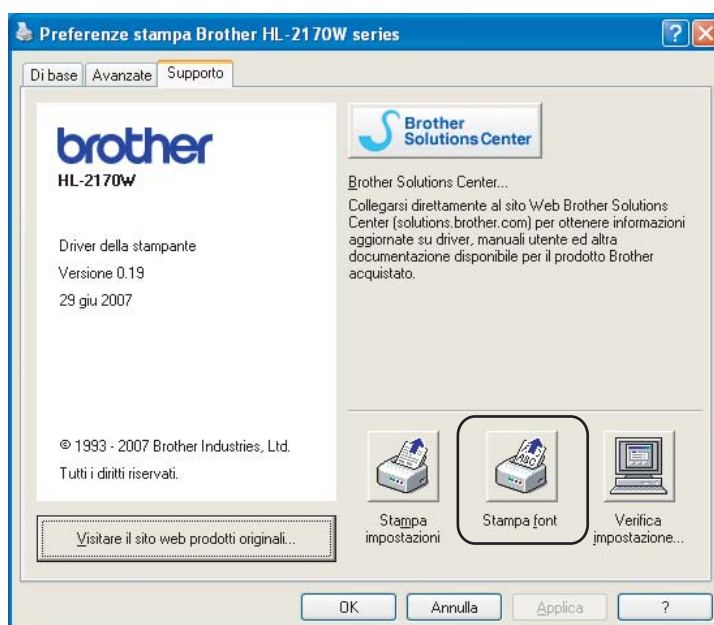 Preferenze stampa Brother HL-2170W series
Di base Avanzate Supporto
brother
HL-2170W
Driver della stampante
Versione 0.19
29 giu 2007
© 1993 - 2007 Brother Industries, Ltd.
Tutti i diritti riservati.
Visitare il sito web prodotti originali...
Brother
Solutions Center
Brother Solutions Center...
Collegarsi direttamente al sito Web Brother Solutions
Center (solutions.brother.com) per ottenere informazioni
aggiornate su driver, manuali utente ed altra
documentazione disponibile per il prodotto Brother
acquistato.
ABC
Stampa
impostazioni
Stampa font
Verifica
impostazione...
OK Annulla Applica ?